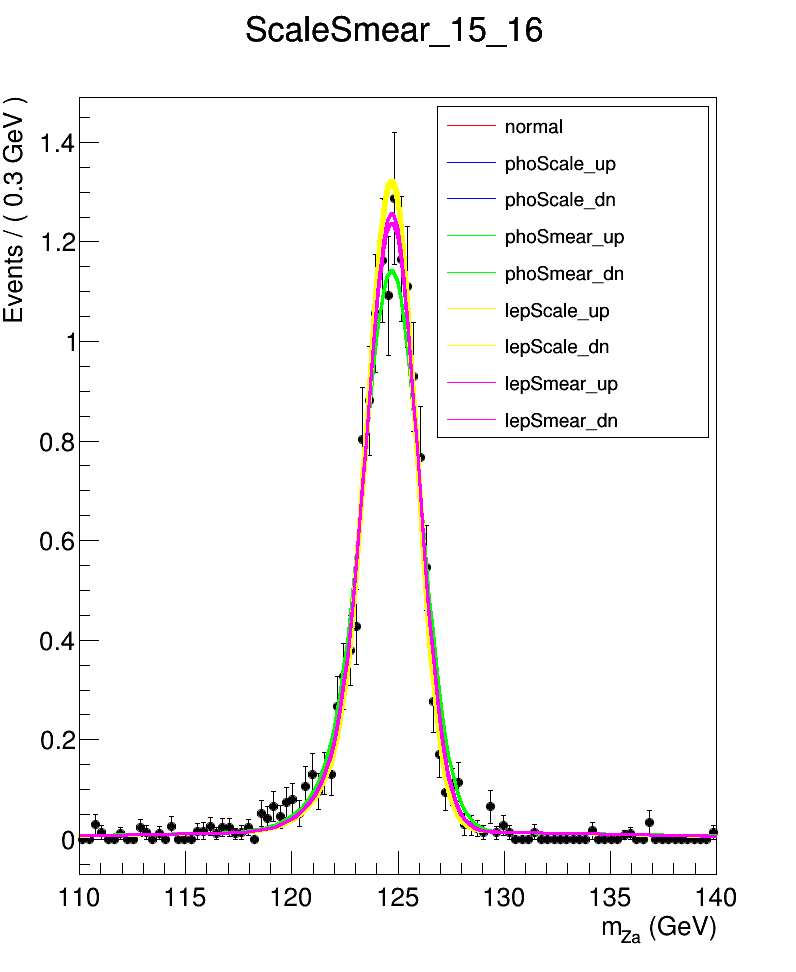 ScaleSmear_15_16
Events / ( 0.3 GeV )
1.4
1.2
1
0.8
0.6
0.4
0.2
0
normal
phoScale_up
phoScale_dn
phoSmear_up
phoSmear_dn
lepScale_up
lepScale_dn
lepSmear_up
lepSmear_dn
110 115 120 125 130 135 140
mZa (GeV)